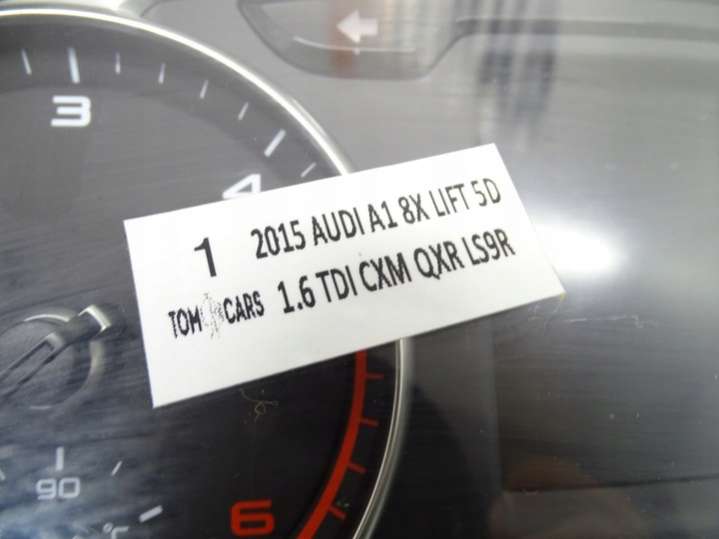 3
4
1 2015 AUDI A1 8X LIFT 5D
TOM CARS 1.6 TDI CXM QXR LS9R
90
°C
6